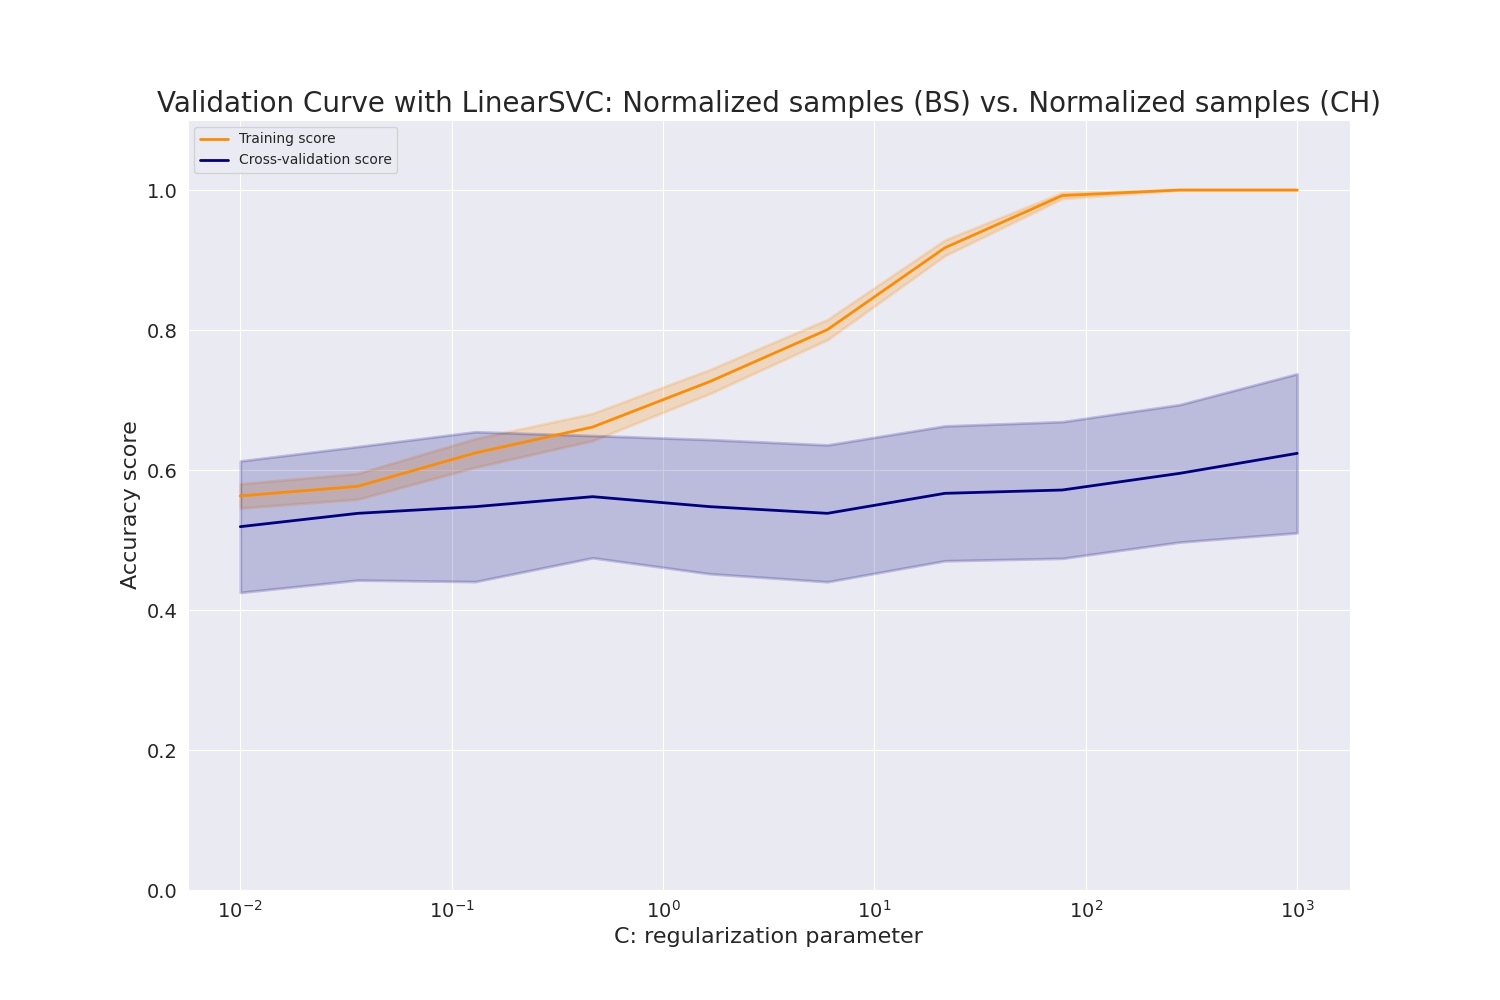 Validation Curve with LinearSVC: Normalized samples (BS) vs. Normalized samples (CH)
Training score
Cross-validation score
1.0
0.8
0.6
0.4
0.2
0.0
Accuracy score
10⁻² 10⁻¹ 10⁰ 10¹ 10² 10³
C: regularization parameter